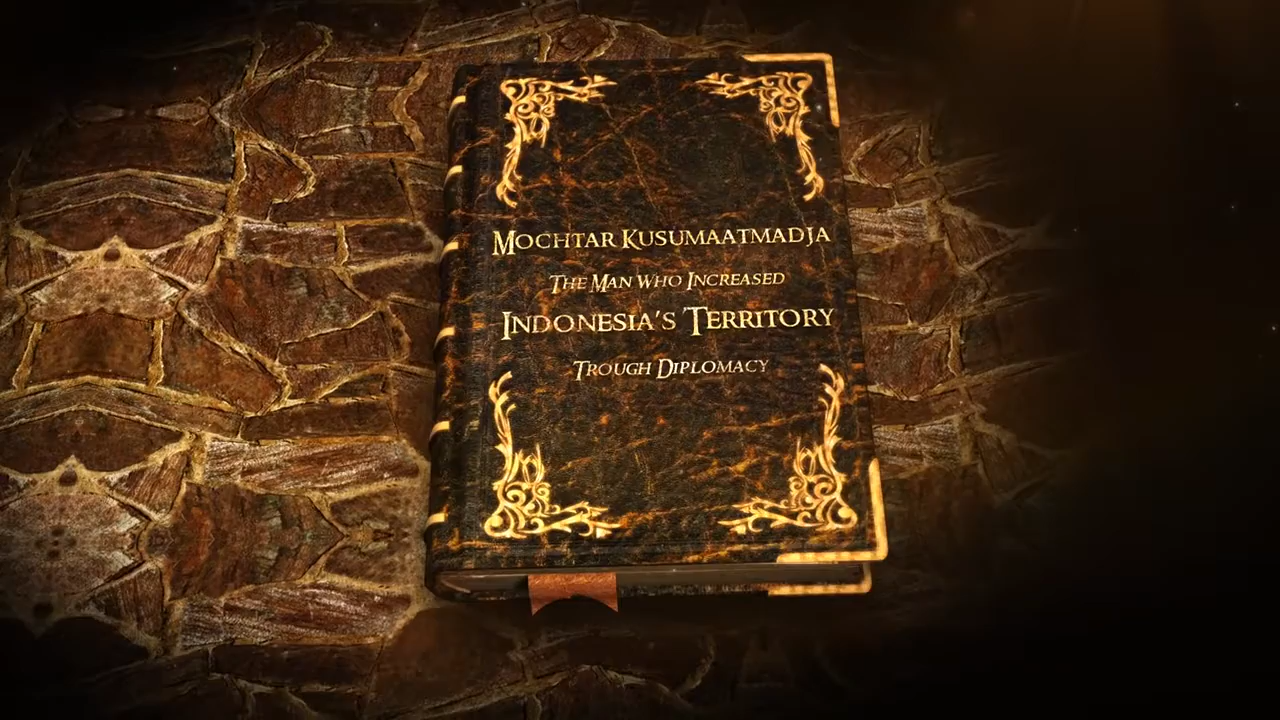 Mochtar Kusumaatmadja
The Man Who Increased
Indonesia's Territory
Trough Diplomacy